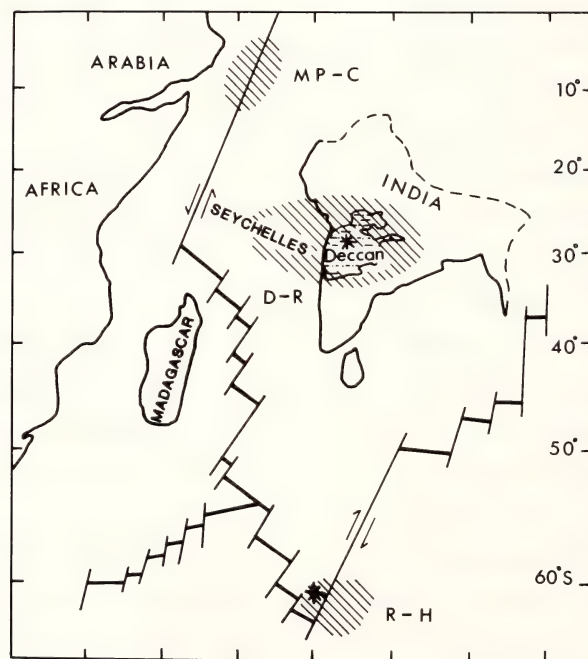 ARABIA
MP-C
10°
AFRICA
20°
INDIA
SEYCHELLES
Deccan
30°
D-R
MADAGASCAR
40°
50°
60°S
R-H